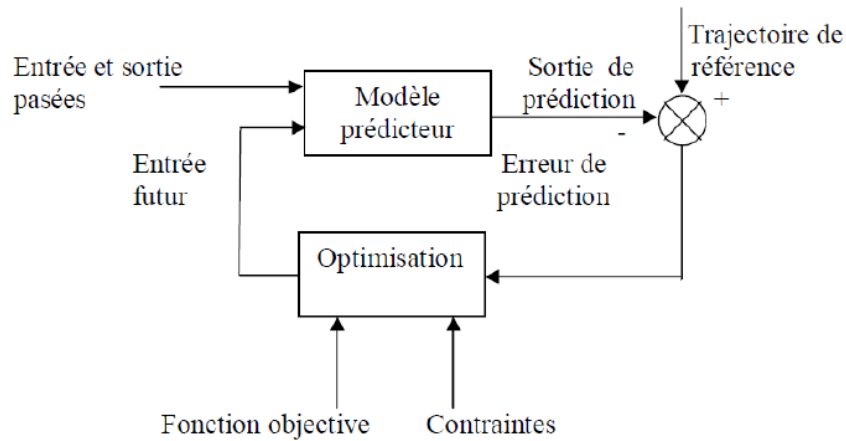 Entrée et sortie
pasées
Modèle
prédicteur
Sortie de
prédiction
Trajectoire de
référence
+
-
Entrée
futur
Erreur de
prédiction
Optimisation
Fonction objective
Contraintes